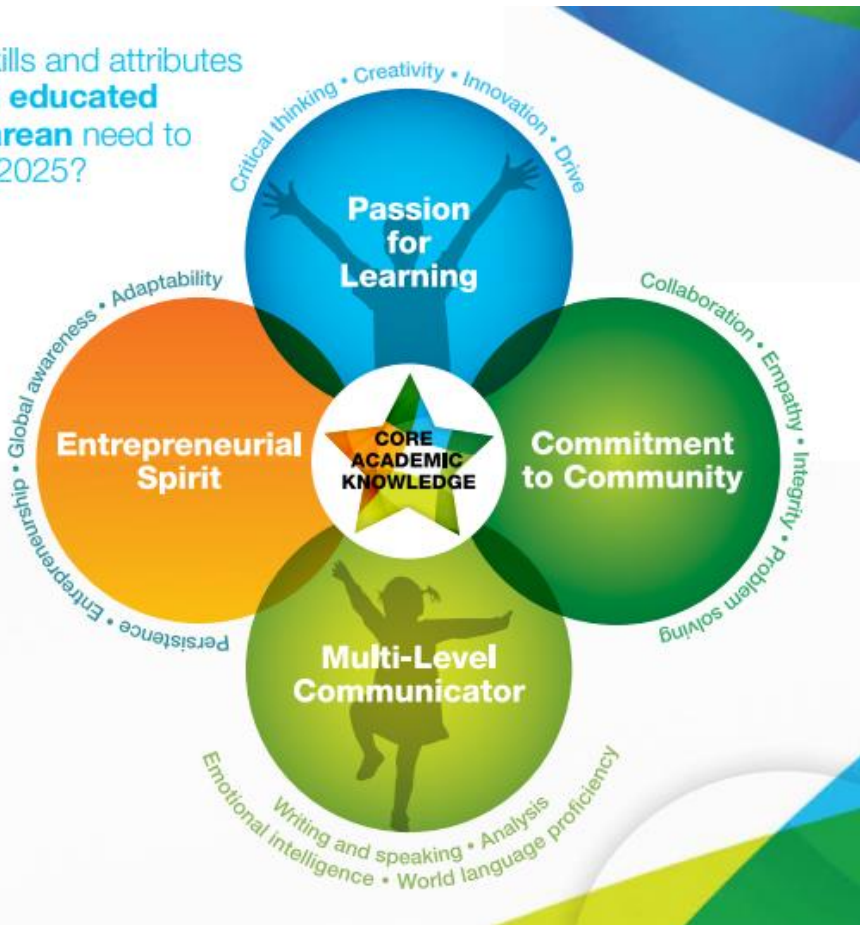 ills and attributes
educated
rean need to
2025?
Critical thinking • Creativity • Innovation • Drive
Passion
for
Learning
Persistence • Entrepreneurship • Global awareness • Adaptability
Entrepreneurial
Spirit
CORE
ACADEMIC
KNOWLEDGE
Commitment
to Community
Collaboration • Empathy • Integrity • Problem solving
Multi-Level
Communicator
Writing and speaking • Analysis
Emotional intelligence • World language proficiency